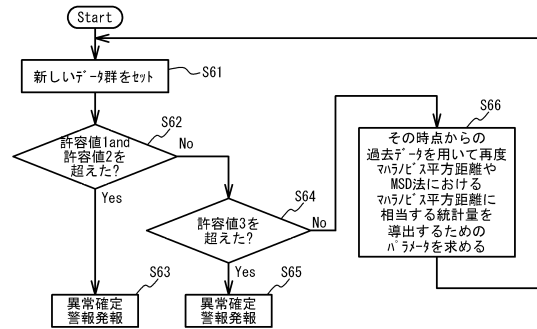 Start
新しいデータ群をセット
S61
許容値1and
許容値2を
超えた?
S62
No
Yes
許容値3を
超えた?
S64
No
Yes
その時点からの
過去データを用いて再度
マハラノビス平方距離や
MSD法における
マハラノビス平方距離に
相当する統計量を
導出するための
パラメータを求める
S66
異常確定
警報発報
S63
異常確定
警報発報
S65